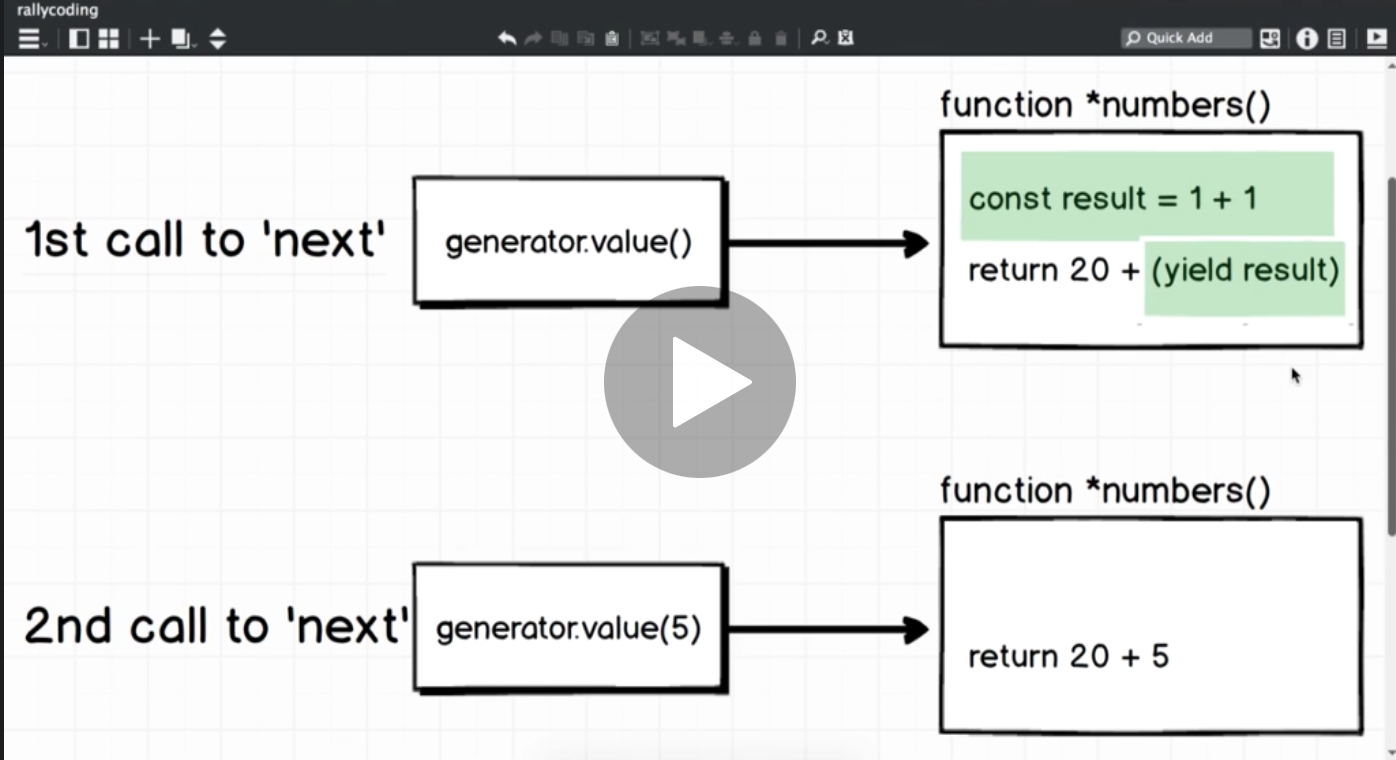 rallycoding
Quick Add
function *numbers()
const result = 1 + 1
1st call to 'next'
generator.value()
return 20 + (yield result)
function *numbers()
2nd call to 'next'
generator.value(5)
return 20 + 5